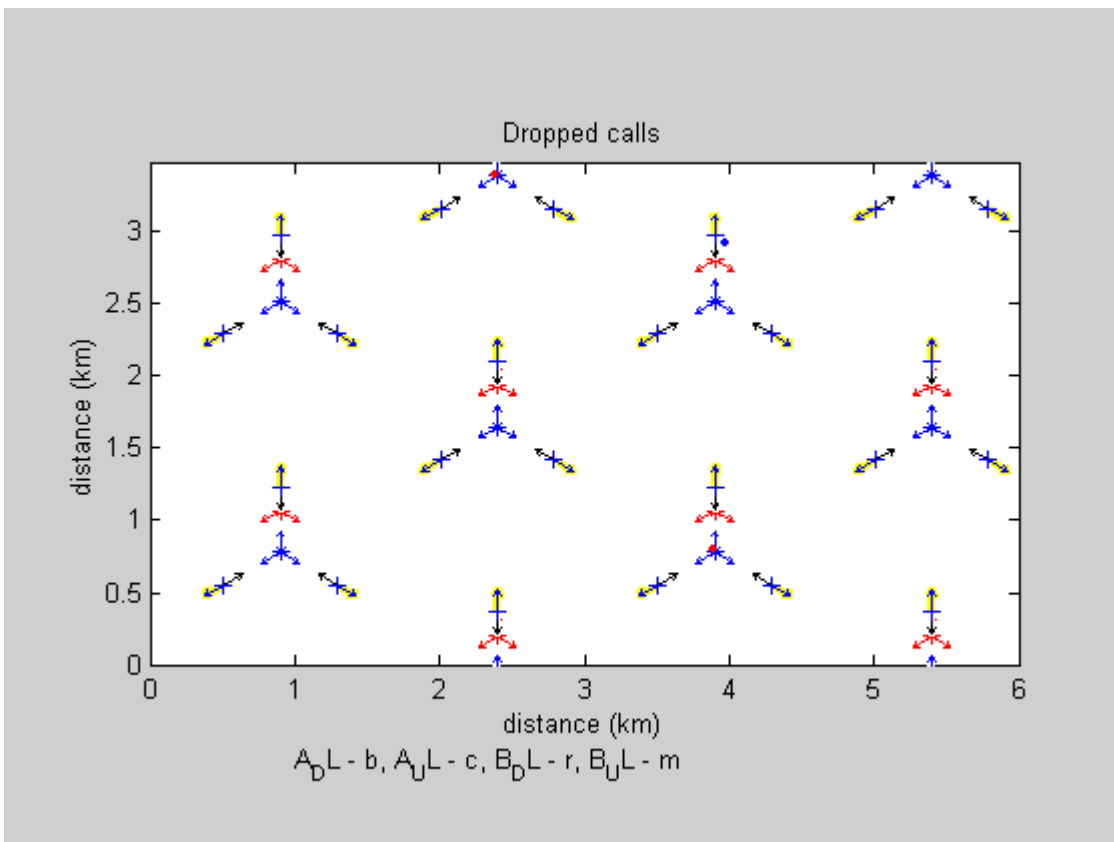 Dropped calls
distance (km)
3
2.5
2
1.5
1
0.5
0
0 1 2 3 4 5 6
distance (km)
A_DL - b, A_UL - c, B_DL - r, B_UL - m